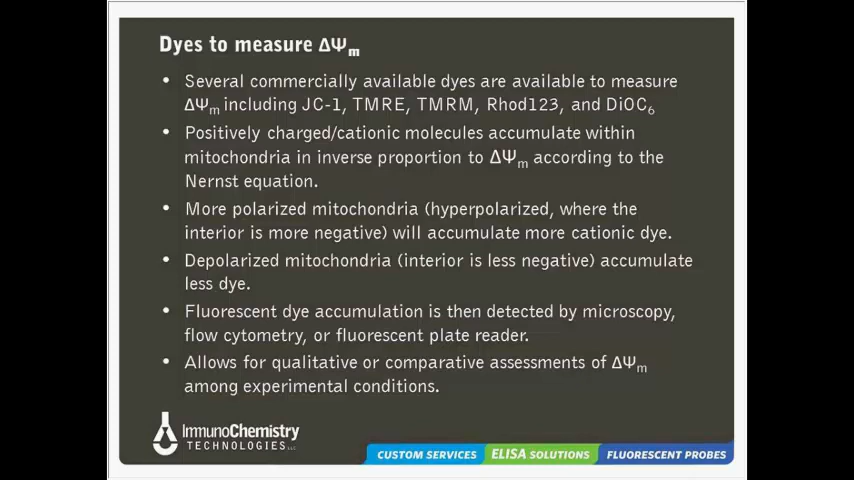 Dyes to measure ΔΨm
• Several commercially available dyes are available to measure
ΔΨm including JC-1, TMRE, TMRM, Rhod123, and DiOC6
• Positively charged/cationic molecules accumulate within
mitochondria in inverse proportion to ΔΨm according to the
Nernst equation.
• More polarized mitochondria (hyperpolarized, where the
interior is more negative) will accumulate more cationic dye.
• Depolarized mitochondria (interior is less negative) accumulate
less dye.
• Fluorescent dye accumulation is then detected by microscopy,
flow cytometry, or fluorescent plate reader.
• Allows for qualitative or comparative assessments of ΔΨm
among experimental conditions.
ImmunoChemistry
TECHNOLOGIES LLC
CUSTOM SERVICES ELISA SOLUTIONS FLUORESCENT PROBES